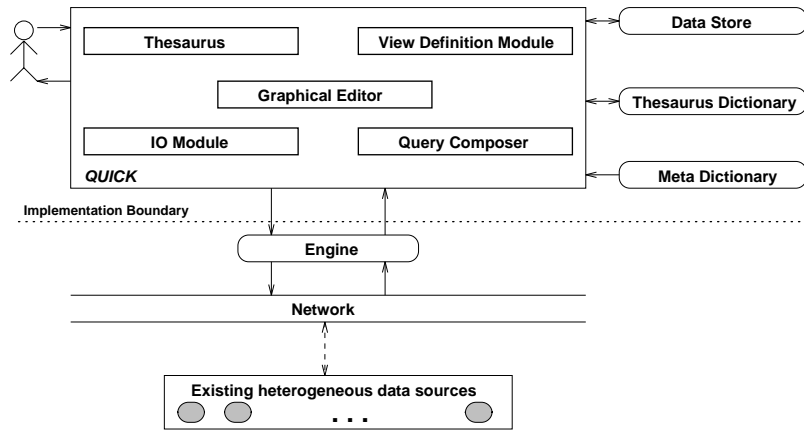 Thesaurus
View Definition Module
Data Store
Graphical Editor
Thesaurus Dictionary
IO Module
Query Composer
QUICK
Meta Dictionary
Implementation Boundary
Engine
Network
Existing heterogeneous data sources
. . .